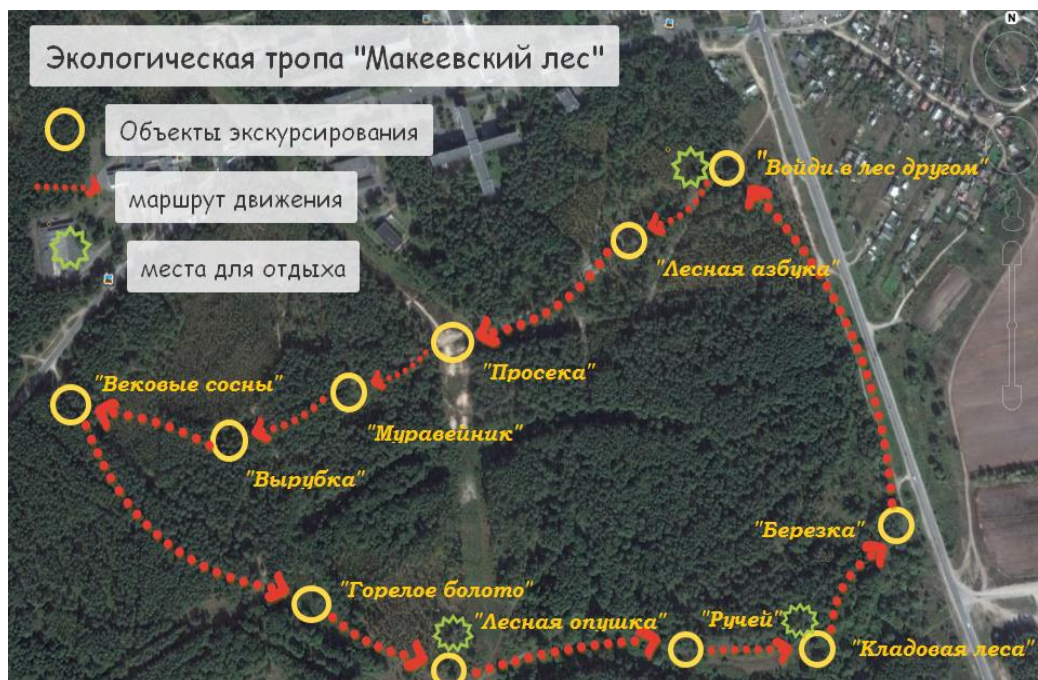 Экологическая тропа "Макеевский лес"
Объекты экскурсирования
маршрут движения
места для отдыха
N
"Войди в лес другом"
"Лесная азбука"
"Просека"
"Вековые сосны"
"Муравейник"
"Вырубка"
"Березка"
"Горелое болото"
"Лесная опушка"
"Ручей"
"Кладовая леса"